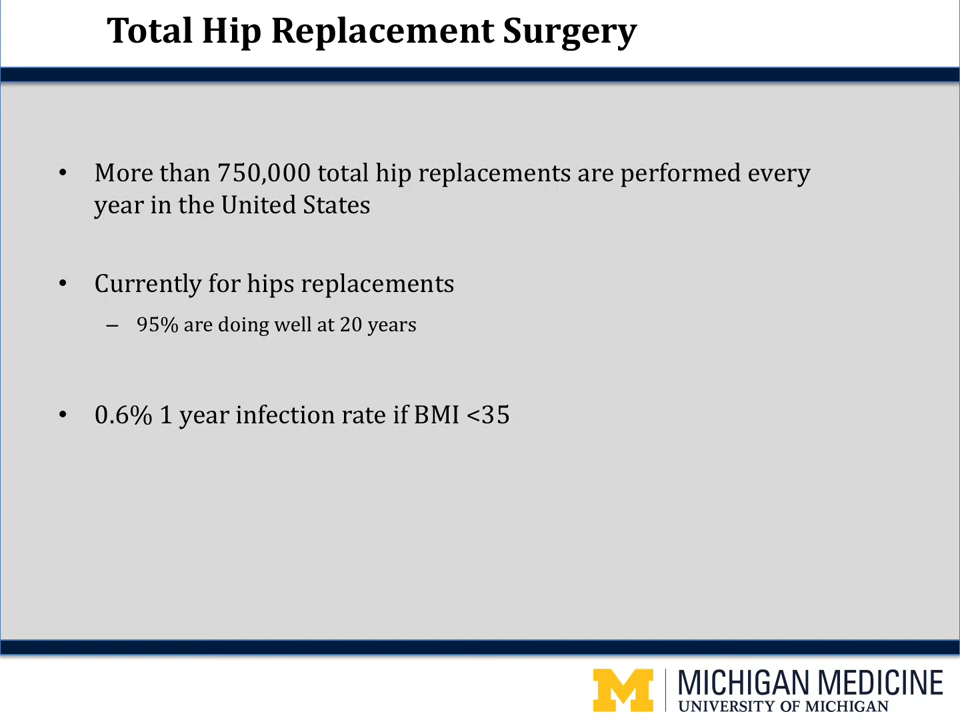 Total Hip Replacement Surgery
• More than 750,000 total hip replacements are performed every
year in the United States
• Currently for hips replacements
– 95% are doing well at 20 years
• 0.6% 1 year infection rate if BMI <35
M MICHIGAN MEDICINE
UNIVERSITY OF MICHIGAN